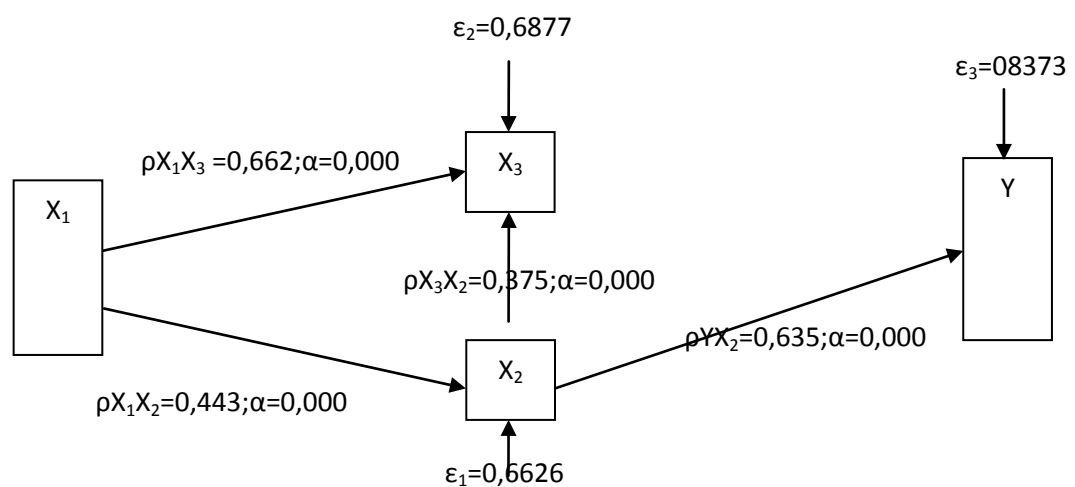 ε₂=0,6877
ε₃=08373
ρX₁X₃ =0,662;α=0,000
X₃
Y
X₁
ρX₃X₂=0,375;α=0,000
ρYX₂=0,635;α=0,000
X₂
ρX₁X₂=0,443;α=0,000
ε₁=0,6626